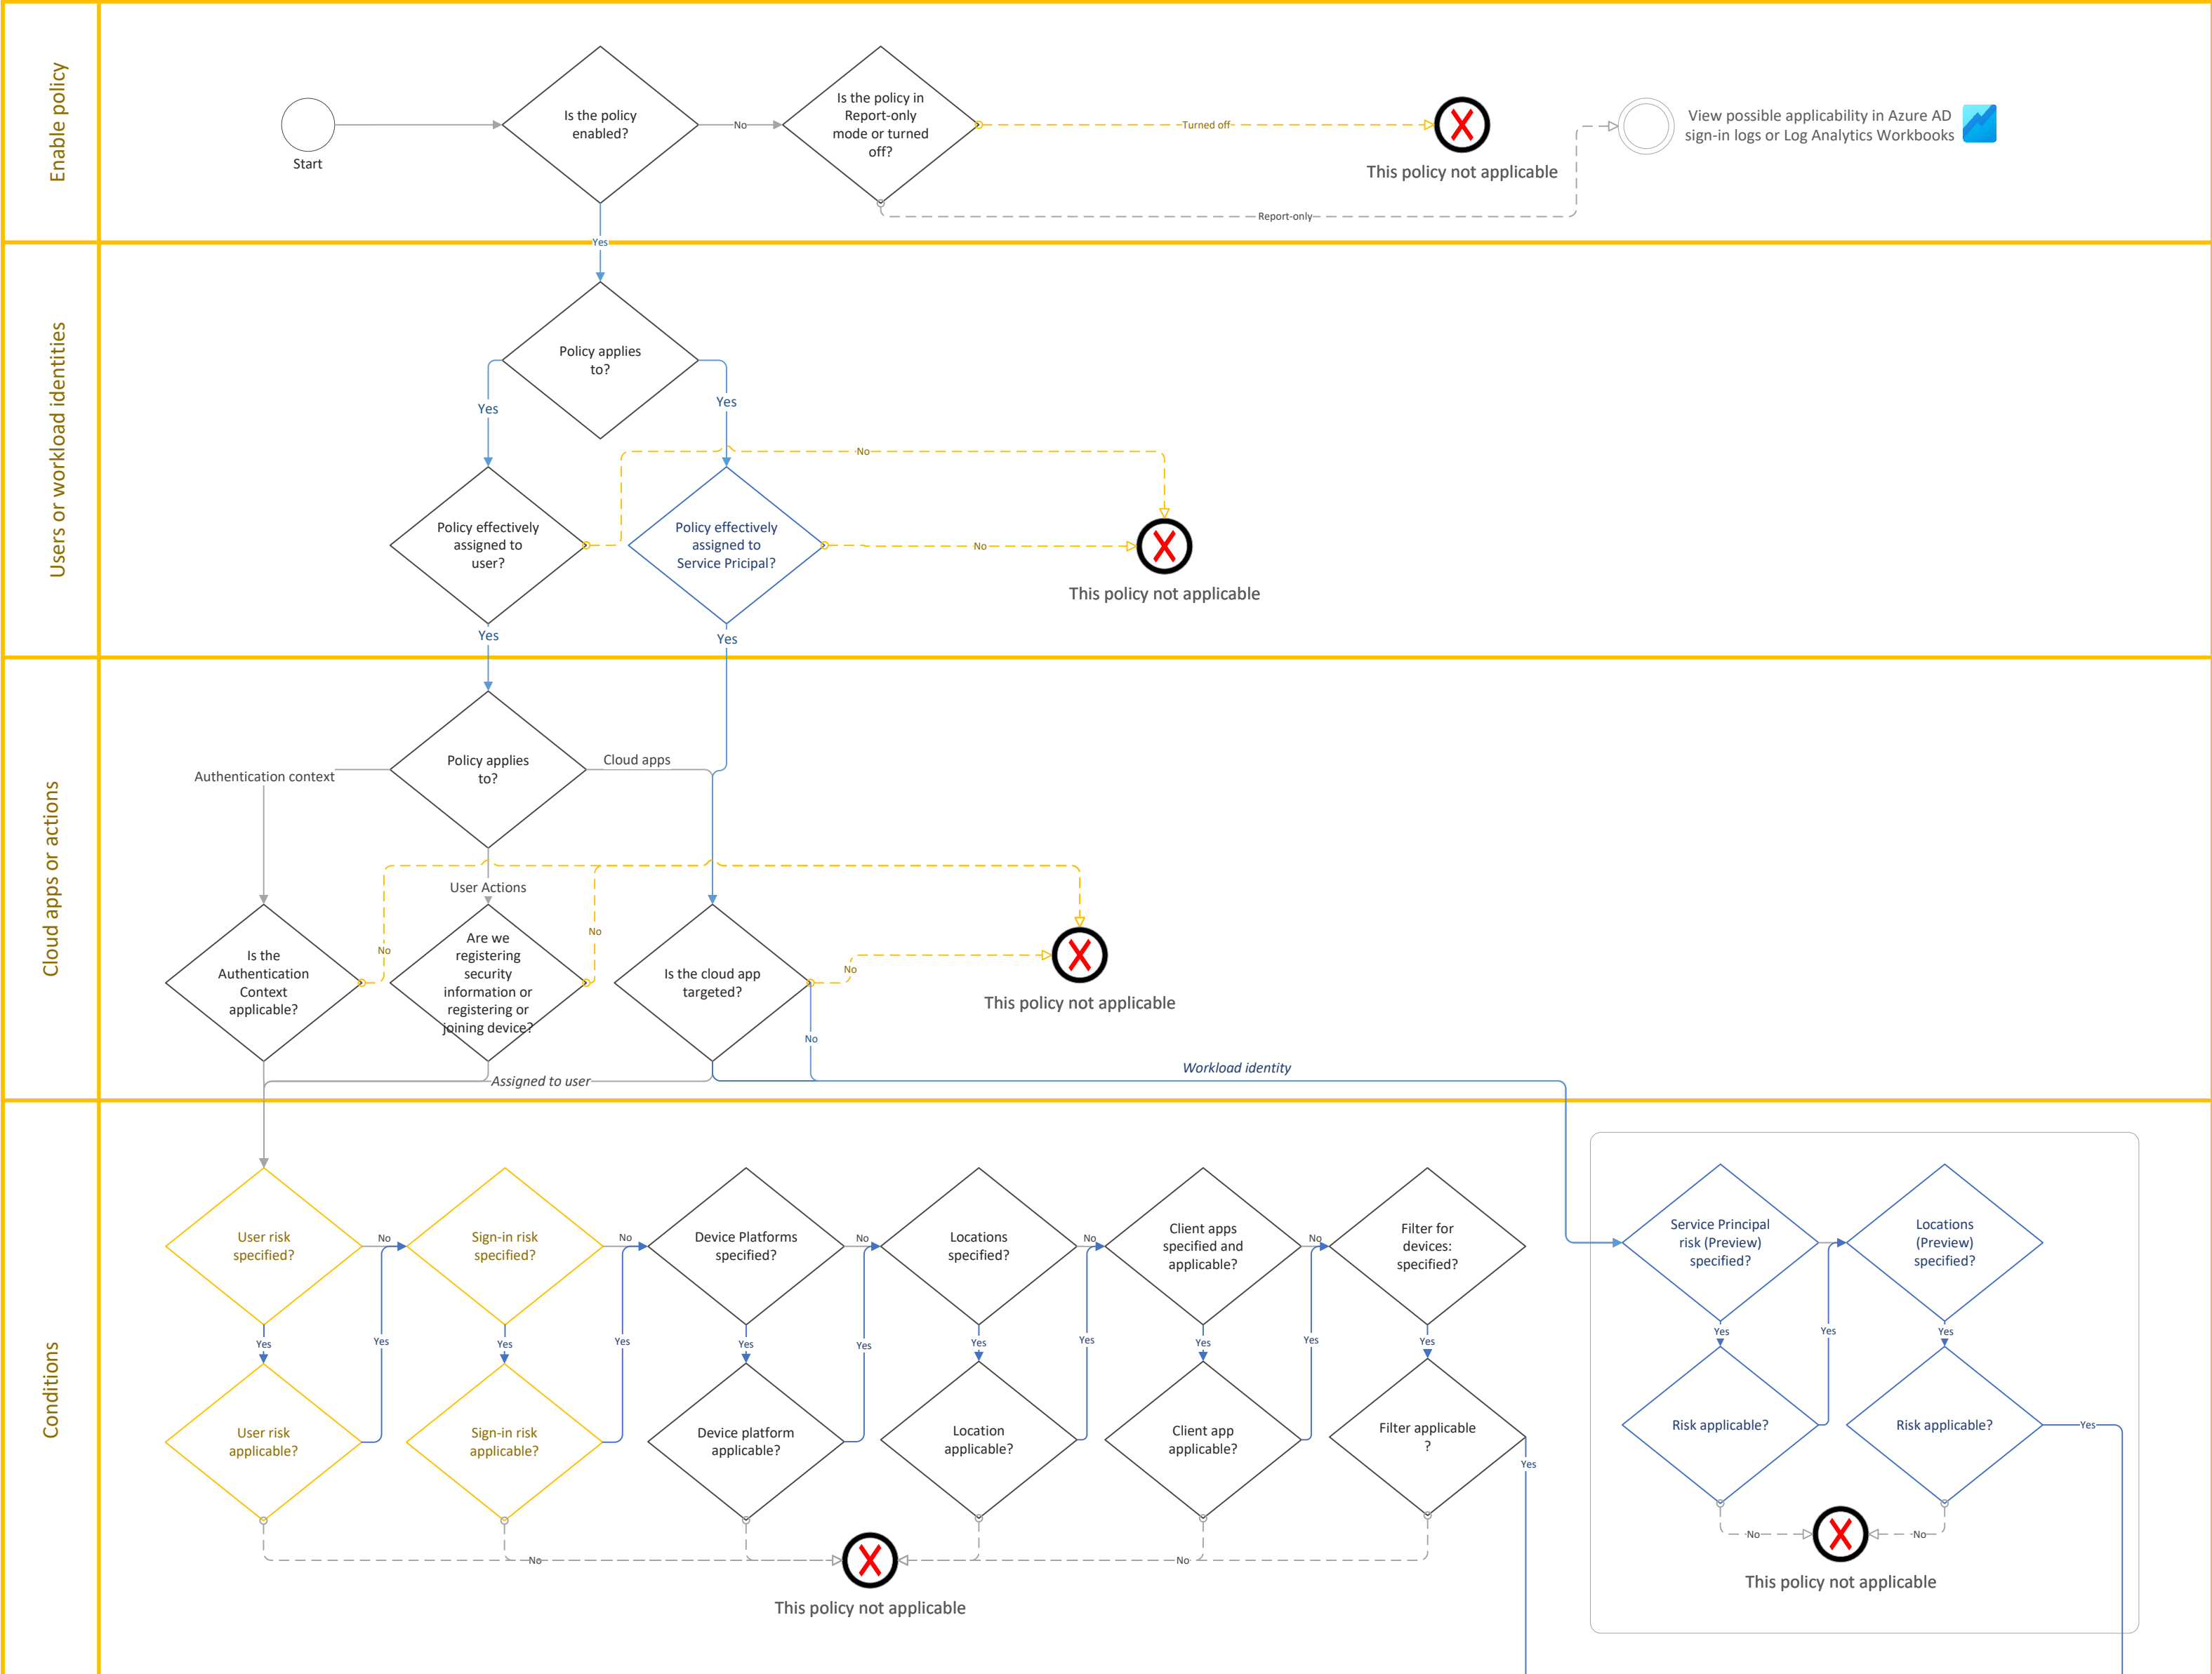 Enable policy
Start
Is the policy
enabled?
No
Is the policy in
Report-only
mode or turned
off?
Turned off
This policy not applicable
View possible applicability in Azure AD
sign-in logs or Log Analytics Workbooks
Report-only
Yes
Users or workload identities
Policy applies
to?
Yes
Yes
No
Policy effectively
assigned to
user?
Policy effectively
assigned to
Service Pricipal?
No
This policy not applicable
Yes
Yes
Cloud apps or actions
Policy applies
to?
Authentication context
Cloud apps
User Actions
Is the
Authentication
Context
applicable?
No
Are we
registering
security
information or
registering or
joining device?
No
Is the cloud app
targeted?
No
This policy not applicable
No
Assigned to user
Workload identity
Conditions
User risk
specified?
No
Sign-in risk
specified?
No
Device Platforms
specified?
No
Locations
specified?
No
Client apps
specified and
applicable?
No
Filter for
devices:
specified?
Service Principal
risk (Preview)
specified?
Locations
(Preview)
specified?
Yes
Yes
Yes
Yes
Yes
Yes
Yes
Yes
Yes
Yes
Yes
Yes
Yes
Yes
User risk
applicable?
Sign-in risk
applicable?
Device platform
applicable?
Location
applicable?
Client app
applicable?
Filter applicable
?
Yes
Risk applicable?
Risk applicable?
Yes
No
No
This policy not applicable
No
No
This policy not applicable